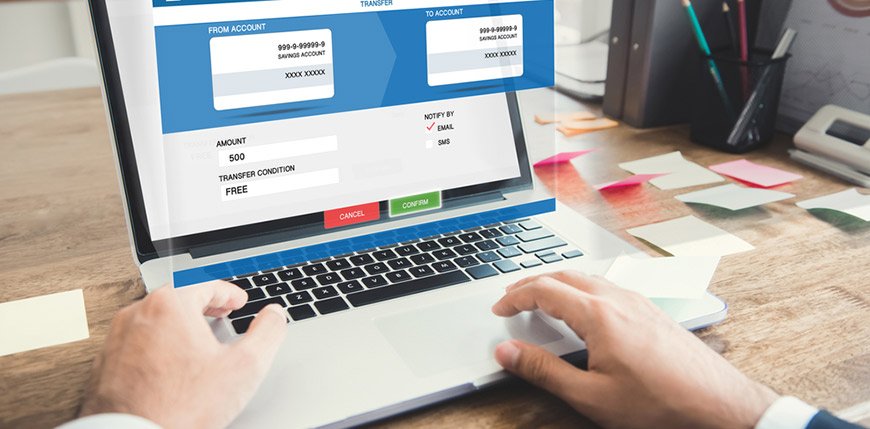 TRANSFER
FROM ACCOUNT
999-9-99999-9
SAVINGS ACCOUNT
XXXX XXXXX
TO ACCOUNT
999-9-99999-9
SAVINGS ACCOUNT
XXXX XXXXX
AMOUNT
500
TRANSFER CONDITION
FREE
NOTIFY BY
EMAIL
SMS
CANCEL
CONFIRM